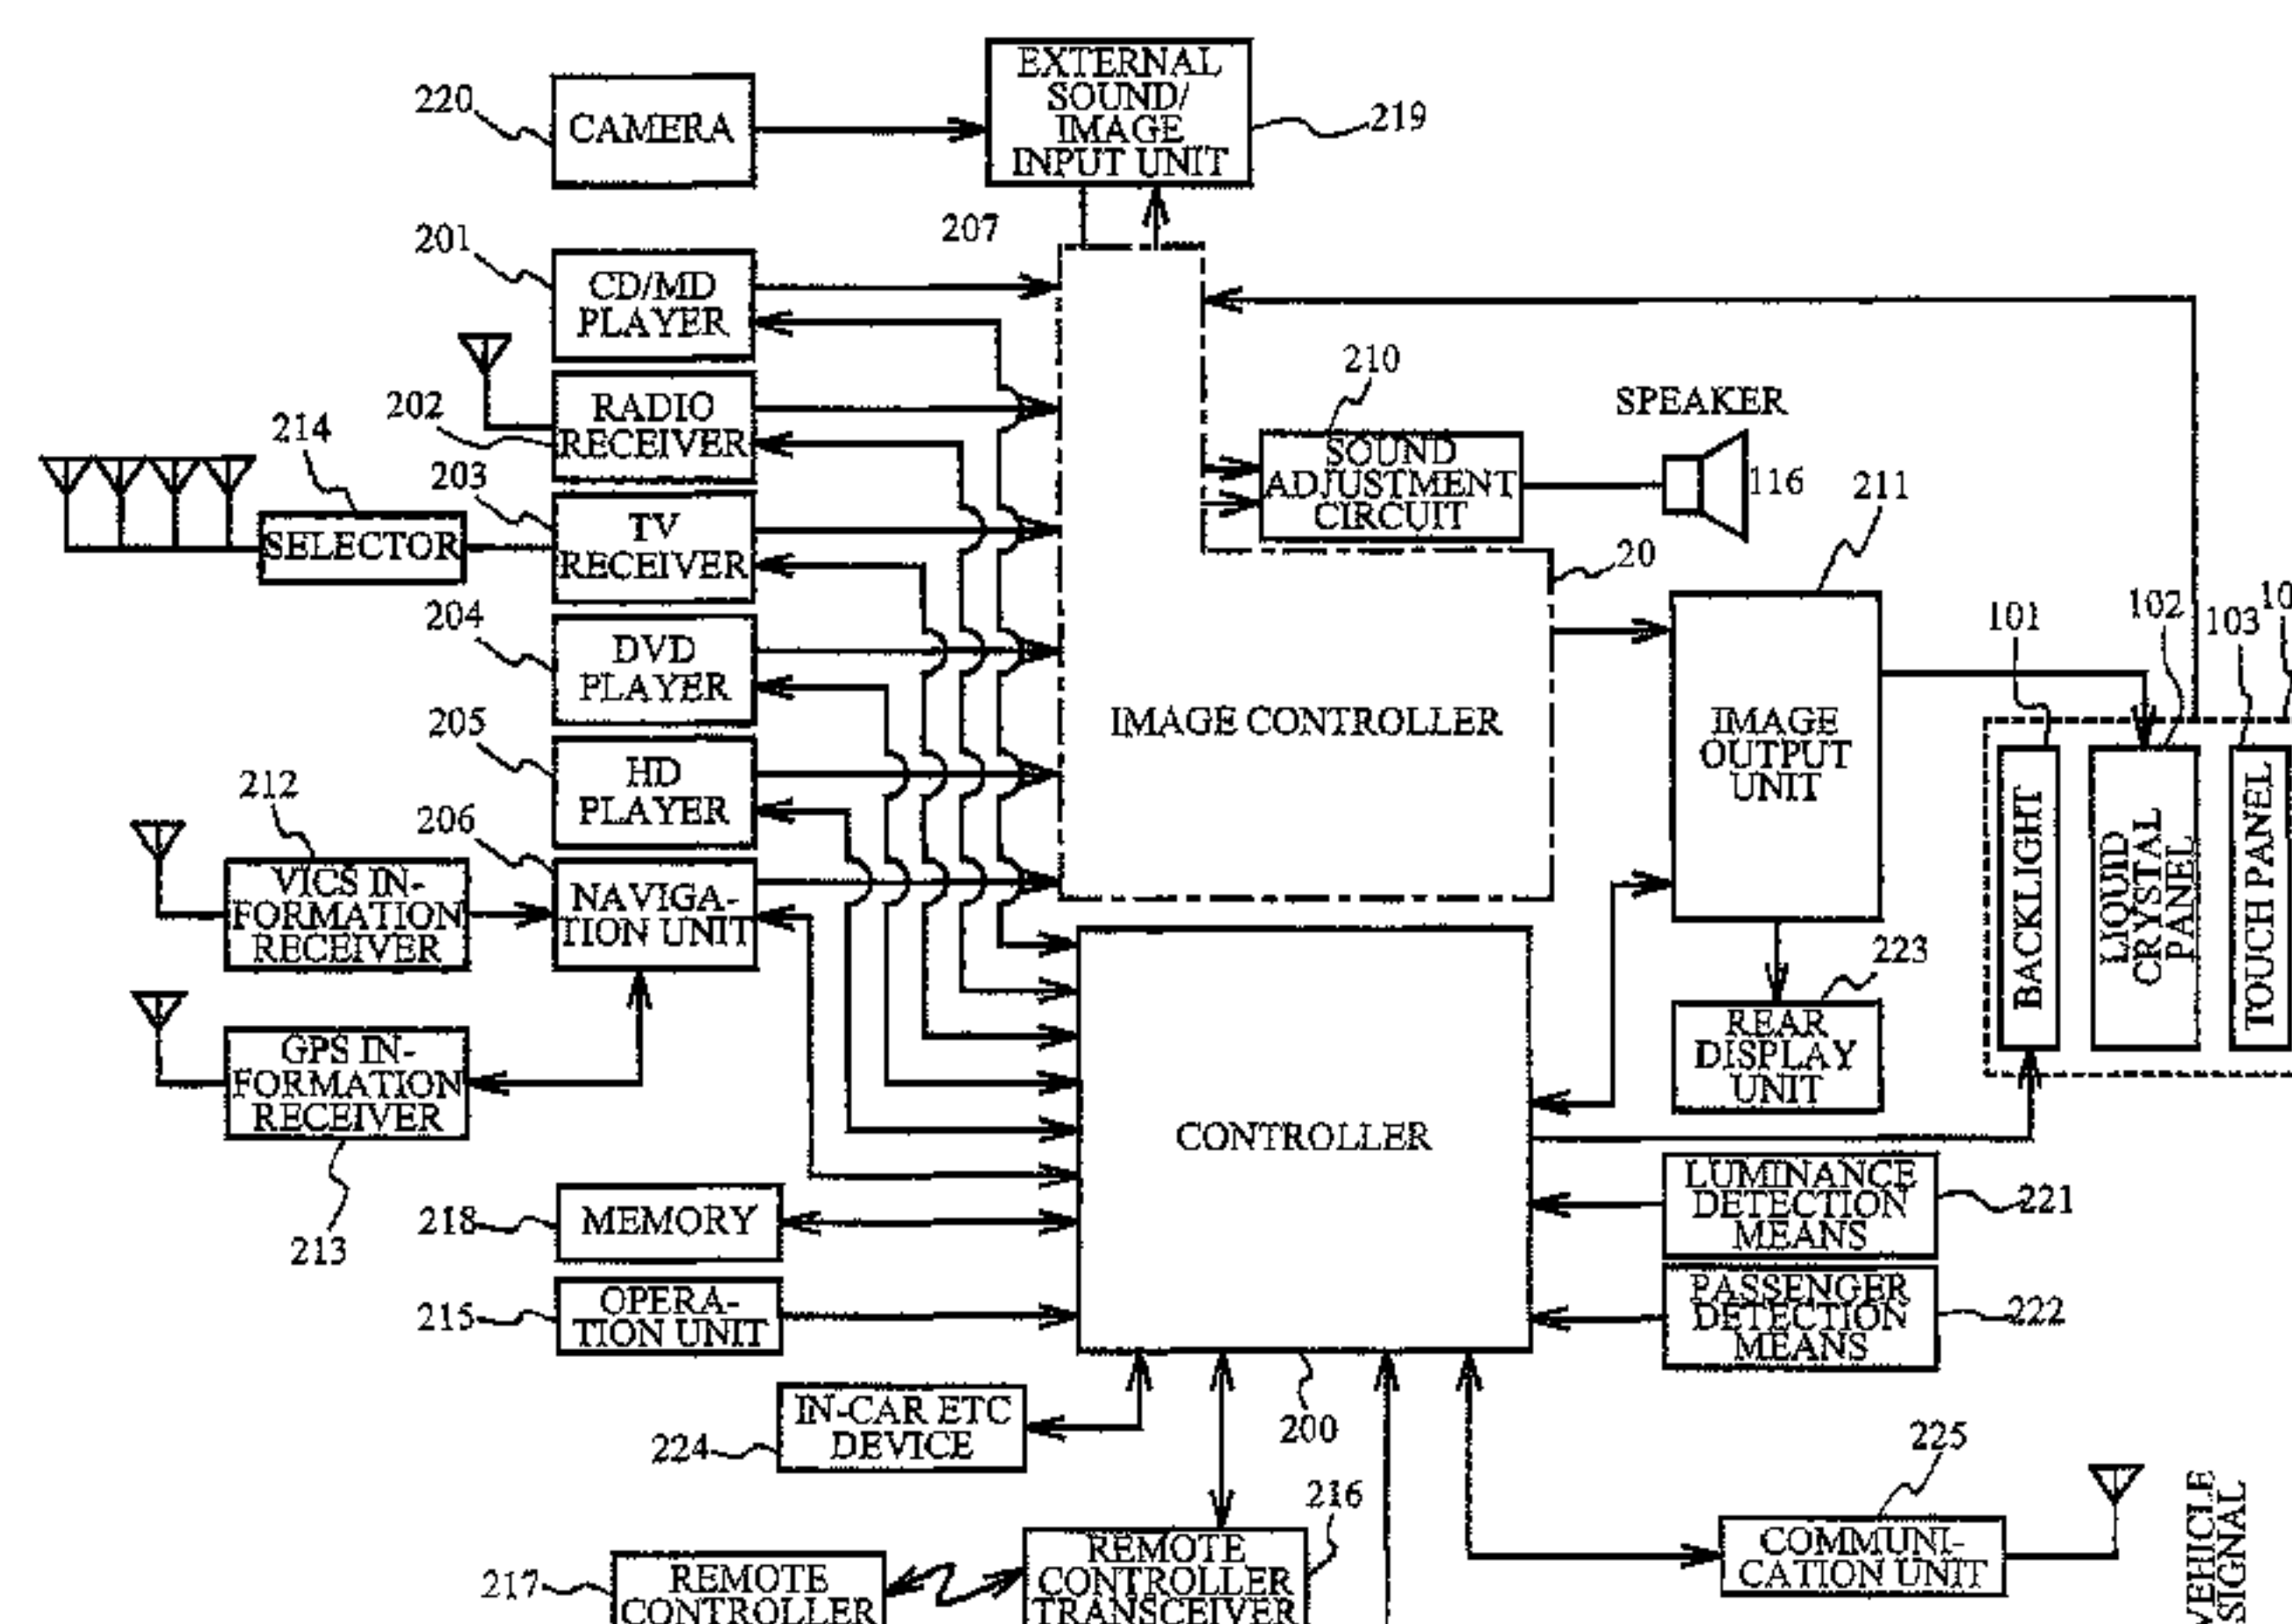 EXTERNAL
SOUND/
IMAGE
INPUT UNIT
219
220
CAMERA
207
201
CD/MD
PLAYER
202
RADIO
RECEIVER
210
SOUND
ADJUSTMENT
CIRCUIT
SPEAKER
116
214
SELECTOR
203
TV
RECEIVER
20
211
204
DVD
PLAYER
IMAGE CONTROLLER
IMAGE
OUTPUT
UNIT
101
102
103
10
BACKLIGHT
LIQUID
CRYSTAL
PANEL
TOUCH PANEL
205
HD
PLAYER
212
VICS IN-
FORMATION
RECEIVER
206
NAVIGA-
TION UNIT
223
REAR
DISPLAY
UNIT
GPS IN-
FORMATION
RECEIVER
213
CONTROLLER
LUMINANCE
DETECTION
MEANS
221
218
MEMORY
PASSENGER
DETECTION
MEANS
222
215
OPERA-
TION UNIT
200
IN-CAR ETC
DEVICE
224
225
COMMUNI-
CATION UNIT
VEHICLE
SIGNAL
216
REMOTE
CONTROLLER
TRANSCEIVER
217
REMOTE
CONTROLLER